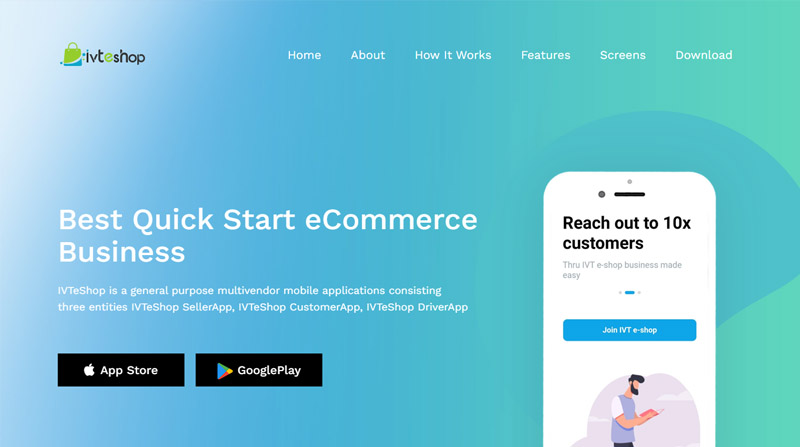 ivteshop
Home
About
How It Works
Features
Screens
Download
Best Quick Start eCommerce
Business
IVTeShop is a general purpose multivendor mobile applications consisting
three entities IVTeShop SellerApp, IVTeShop CustomerApp, IVTeShop DriverApp
App Store
GooglePlay
Reach out to 10x
customers
Thru IVT e-shop business made
easy
Join IVT e-shop